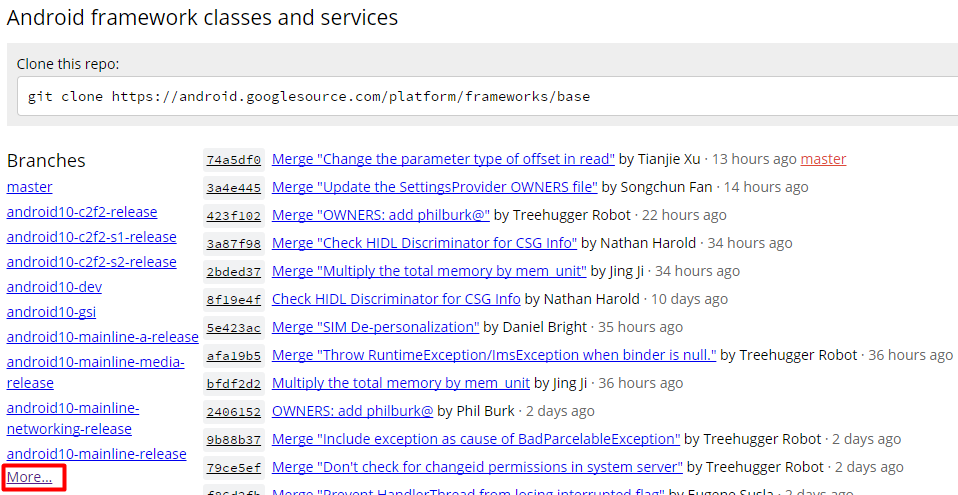 Android framework classes and services
Clone this repo:
git clone https://android.googlesource.com/platform/frameworks/base
Branches
master
android10-c2f2-release
android10-c2f2-s1-release
android10-c2f2-s2-release
android10-dev
android10-gsi
android10-mainline-a-release
android10-mainline-media-
release
android10-mainline-
networking-release
android10-mainline-release
More...
74a5df0 Merge "Change the parameter type of offset in read" by Tianjie Xu · 13 hours ago master
3a4e445 Merge "Update the SettingsProvider OWNERS file" by Songchun Fan · 14 hours ago
423f102 Merge "OWNERS: add philburk@" by Treehugger Robot · 22 hours ago
3a87f98 Merge "Check HIDL Discriminator for CSG Info" by Nathan Harold · 34 hours ago
2bded37 Merge "Multiply the total memory by mem_unit" by Jing Ji · 34 hours ago
8f19e4f Check HIDL Discriminator for CSG Info by Nathan Harold · 10 days ago
5e423ac Merge "SIM De-personalization" by Daniel Bright · 35 hours ago
afa19b5 Merge "Throw RuntimeException/ImsException when binder is null." by Treehugger Robot · 36 hours ago
bfdf2d2 Multiply the total memory by mem_unit by Jing Ji · 36 hours ago
2406152 OWNERS: add philburk@ by Phil Burk · 2 days ago
9b88b37 Merge "Include exception as cause of BadParcelableException" by Treehugger Robot · 2 days ago
79ce5ef Merge "Don't check for changeid permissions in system server" by Treehugger Robot · 2 days ago
Merge "Prevent HandlerThread from losing interrupted flag" by Eugene Susla · 2 days ago